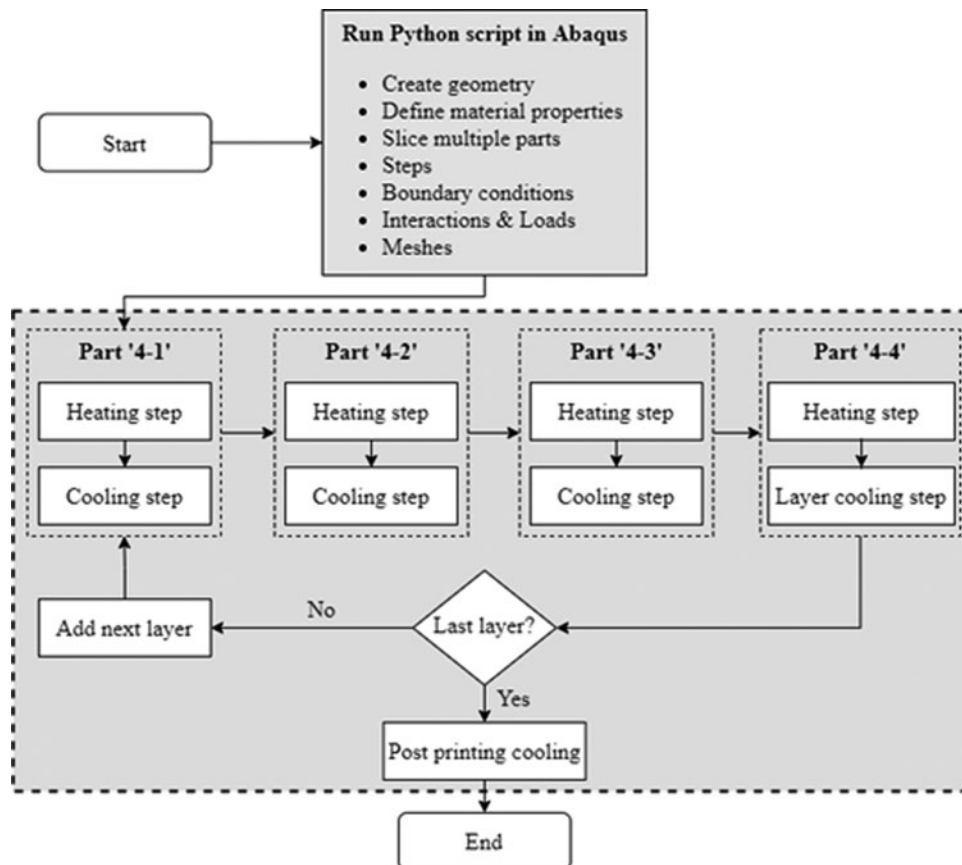 Run Python script in Abaqus
• Create geometry
• Define material properties
• Slice multiple parts
• Steps
• Boundary conditions
• Interactions & Loads
• Meshes
Start
Part '4-1'
Heating step
Cooling step
Part '4-2'
Heating step
Cooling step
Part '4-3'
Heating step
Cooling step
Part '4-4'
Heating step
Layer cooling step
Last layer?
No
Add next layer
Yes
Post printing cooling
End